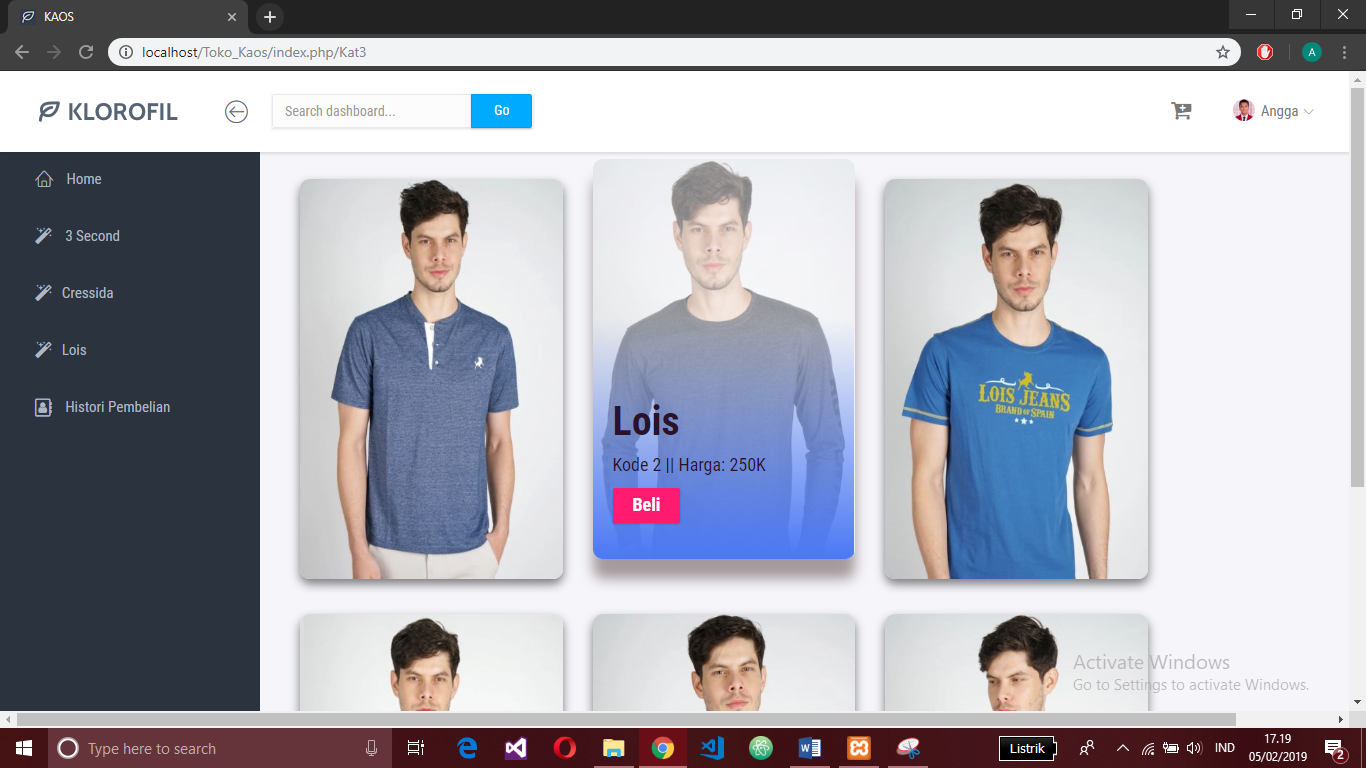 KAOS
localhost/Toko_Kaos/index.php/Kat3
A
KLOROFIL
Search dashboard...
Go
Angga
Home
3 Second
Cressida
Lois
Histori Pembelian
Lois
Kode 2 || Harga: 250K
Beli
LOIS JEANS
BRAND OF SPAIN
Activate Windows
Go to Settings to activate Windows.
Type here to search
Listrik
IND
17.19
05/02/2019
2